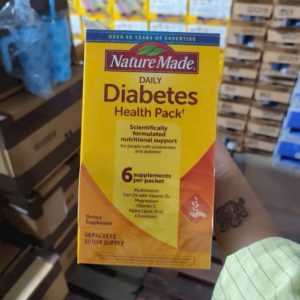 OVER 50 YEARS OF EXPERTISE
Nature Made.
DAILY
Diabetes
Health Pack†
Scientifically
formulated
nutritional support
for people with prediabetes
and diabetes†
6 supplements
per packet
Multivitamin
Fish Oil with Vitamin D₃
Magnesium
Vitamin C
Alpha Lipoic Acid
Chromium
Dietary
Supplement
60 PACKETS
60 DAY SUPPLY